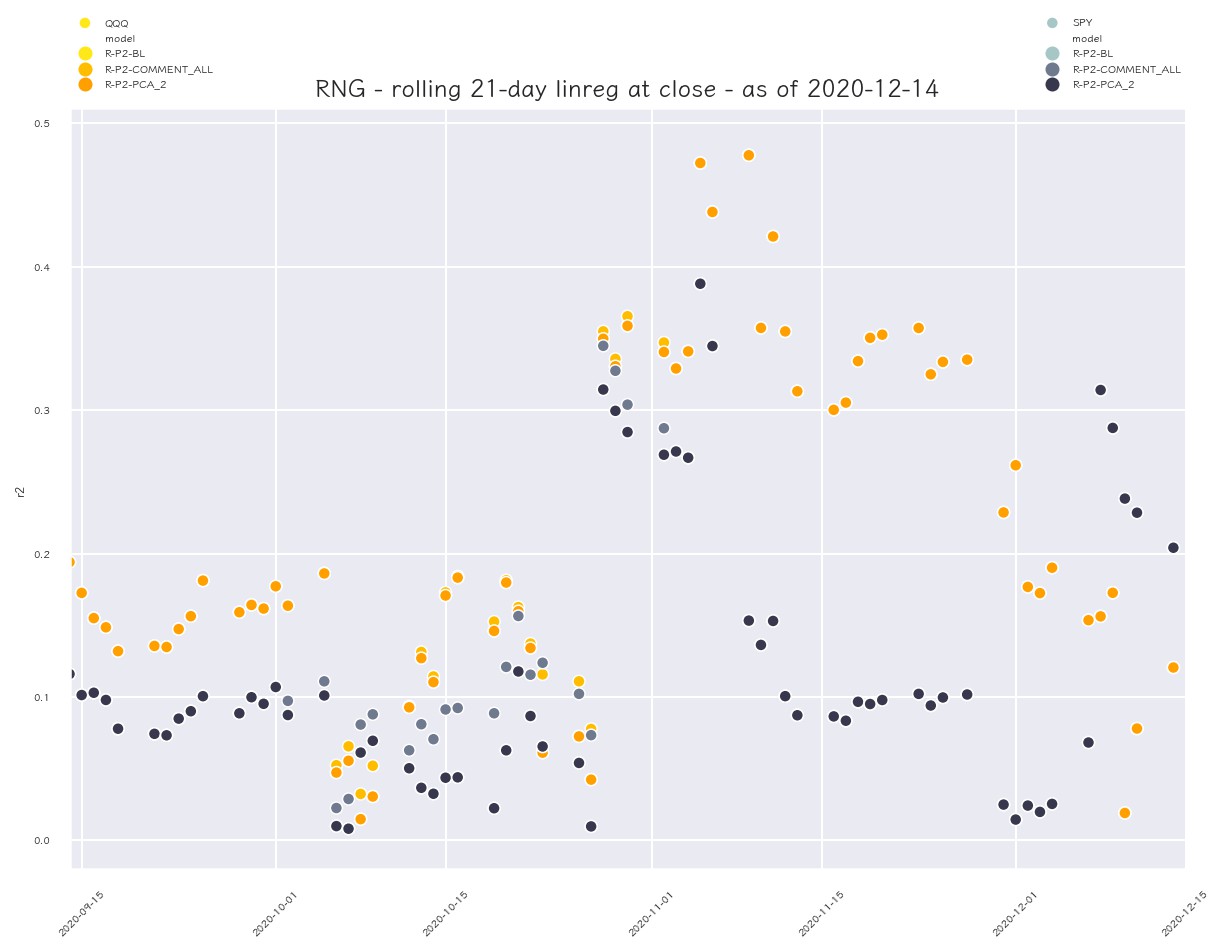 QQQ
model
R-P2-BL
R-P2-COMMENT_ALL
R-P2-PCA_2
SPY
model
R-P2-BL
R-P2-COMMENT_ALL
R-P2-PCA_2
RNG - rolling 21-day linreg at close - as of 2020-12-14
0.5
0.4
0.3
r2
0.2
0.1
0.0
2020-09-15
2020-10-01
2020-10-15
2020-11-01
2020-11-15
2020-12-01
2020-12-15